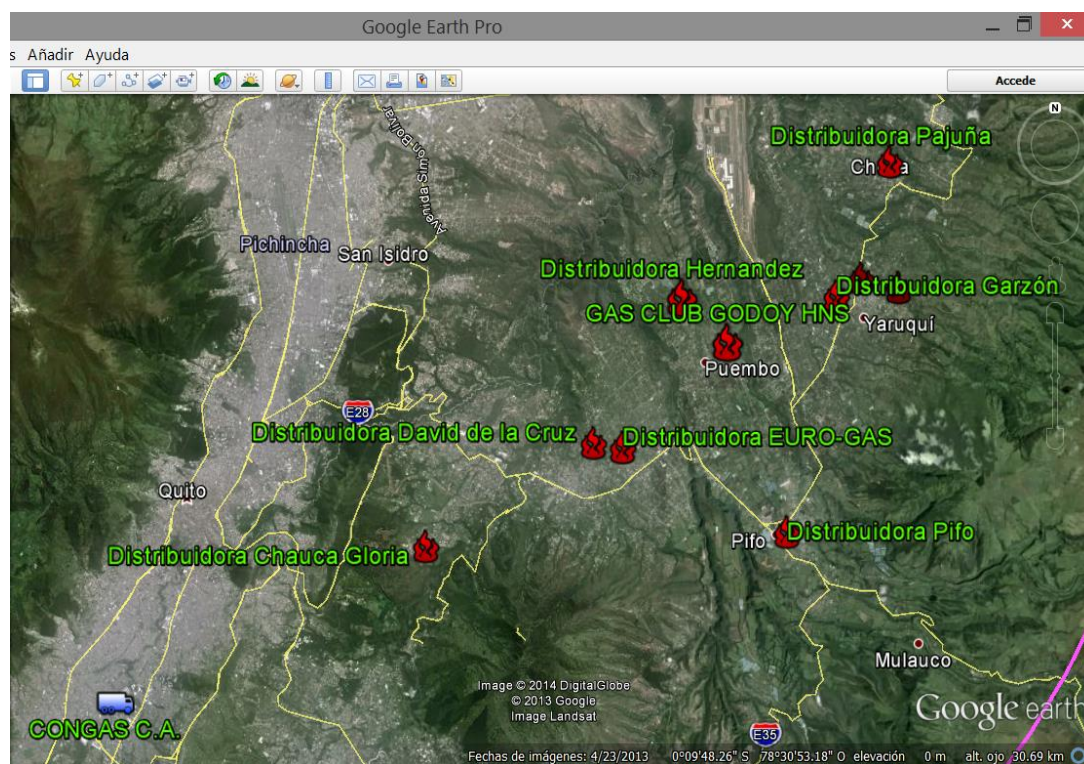 Google Earth Pro
s Añadir Ayuda
Accede
N
Avenida Simon Bolívar
Distribuidora Pajuña
Pichincha
San Isidro
Distribuidora Hernandez
Distribuidora Garzón
GAS CLUB GODOY HNS
Yaruquí
Puembo
E28
Distribuidora David de la Cruz
Distribuidora EURO-GAS
Quito
Pifo
Distribuidora Pifo
Distribuidora Chauca Gloria
Mulauco
Image © 2014 DigitalGlobe
© 2013 Google
Image Landsat
Google earth
CONGAS C.A.
E35
Fechas de imágenes: 4/23/2013 0°09'48.26" S 78°30'53.18" O elevación 0 m alt. ojo 30.69 km